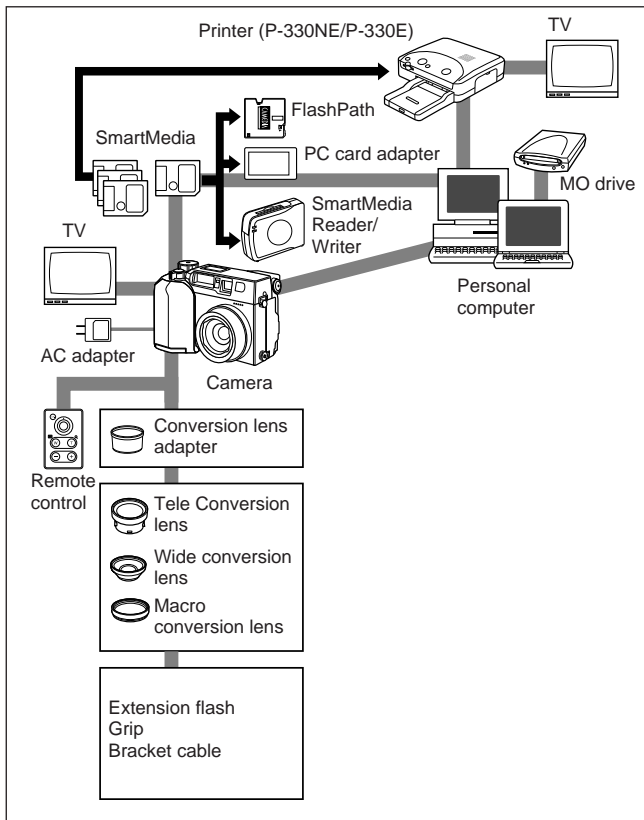 Printer (P-330NE/P-330E)
TV
FlashPath
SmartMedia
PC card adapter
MO drive
SmartMedia
Reader/
Writer
TV
Personal
computer
AC adapter
Camera
Conversion lens
adapter
Remote
control
Tele Conversion
lens
Wide conversion
lens
Macro
conversion lens
Extension flash
Grip
Bracket cable